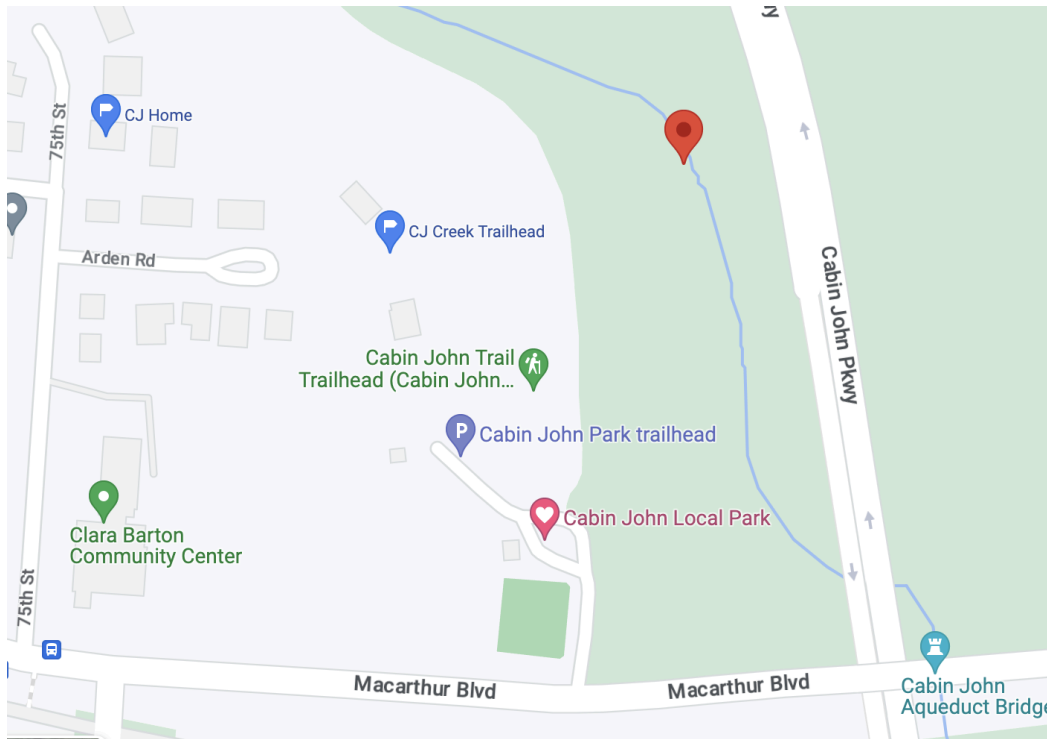 75th St
CJ Home
Arden Rd
CJ Creek Trailhead
Cabin John Pkwy
Cabin John Trail
Trailhead (Cabin John...
P
Cabin John Park trailhead
Cabin John Local Park
Clara Barton
Community Center
75th St
Macarthur Blvd
Macarthur Blvd
Cabin John
Aqueduct Bridge